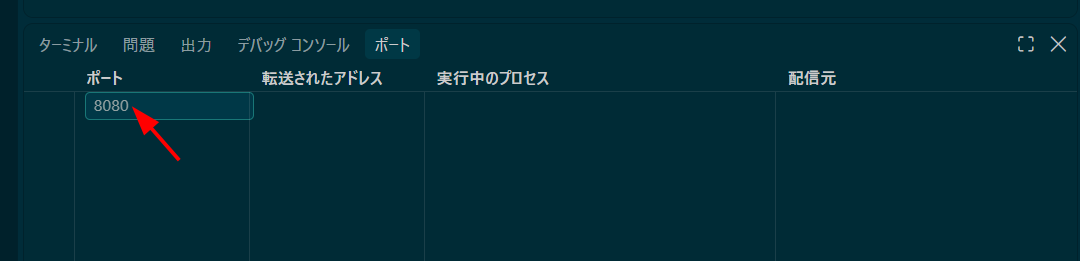 ターミナル 問題 出力 デバッグ コンソール ポート
ポート 転送されたアドレス 実行中のプロセス 配信元
8080